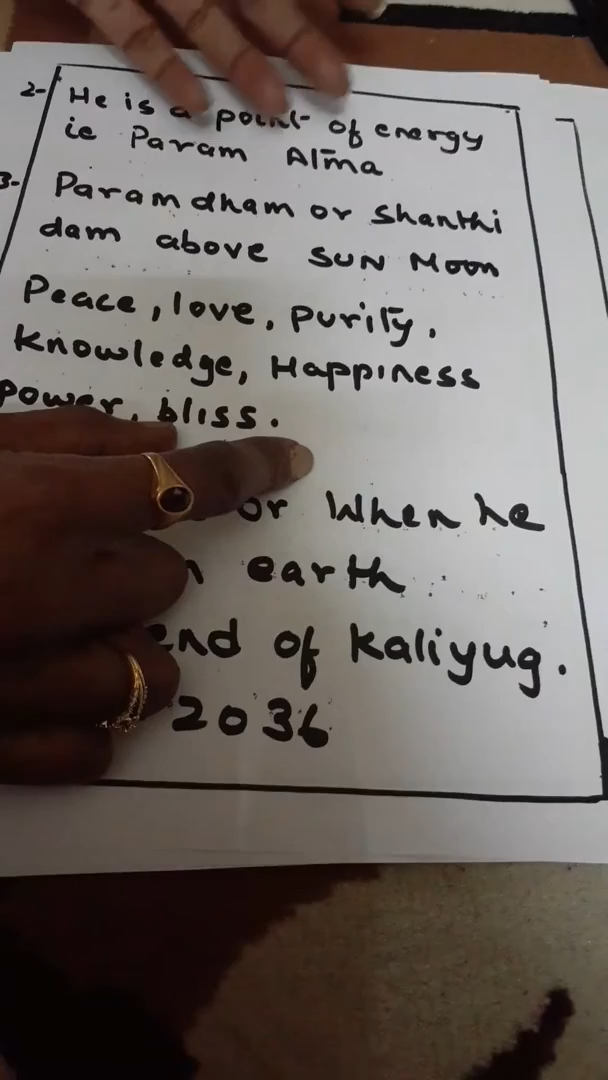 2- He is a point of energy
ie Param Atma
3- Paramdham or Shanthi
dam above SUN Moon
Peace, love, purity,
Knowledge, Happiness
power, bliss.
or When he
earth
end of Kaliyug.
2036